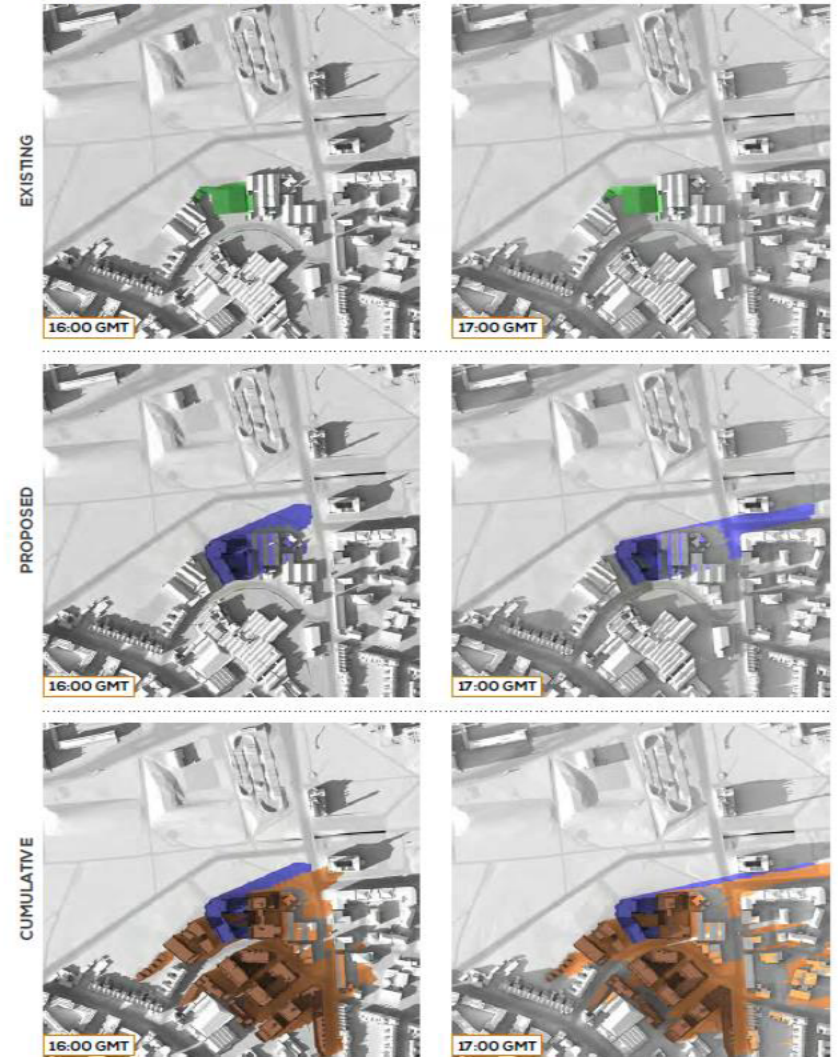 EXISTING
16:00 GMT
17:00 GMT
PROPOSED
16:00 GMT
17:00 GMT
CUMULATIVE
16:00 GMT
17:00 GMT